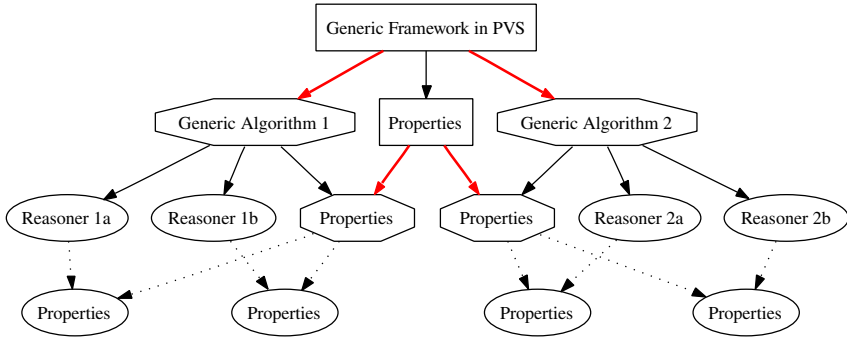 Generic Framework in PVS
Generic Algorithm 1
Properties
Generic Algorithm 2
Reasoner 1a
Reasoner 1b
Properties
Properties
Reasoner 2a
Reasoner 2b
Properties
Properties
Properties
Properties